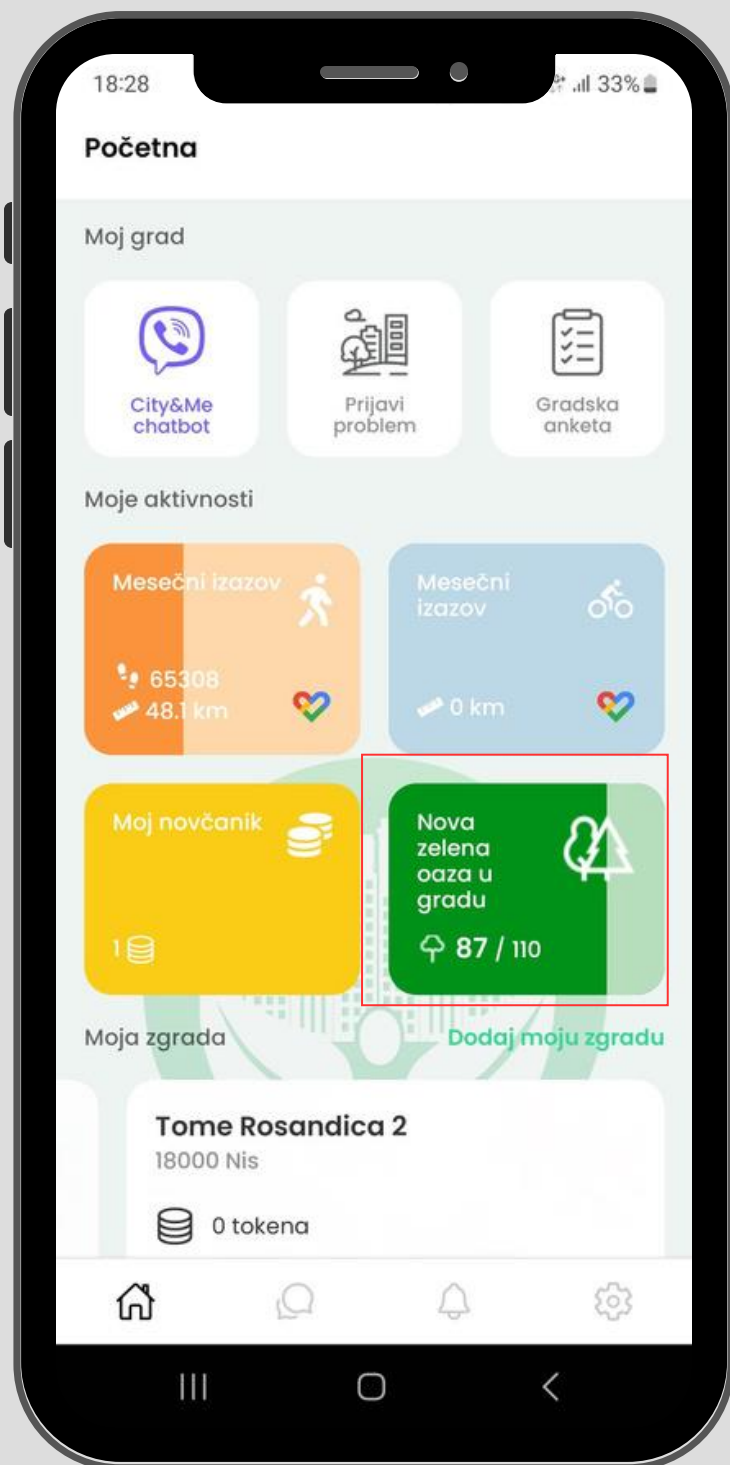 18:28
33%
Početna
Moj grad
City&Me
chatbot
Prijavi
problem
Gradska
anketa
Moje aktivnosti
Mesečni izazov
65308
48.1 km
Mesečni
izazov
0 km
Moj novčanik
1
Nova
zelena
oaza u
gradu
87 / 110
Moja zgrada
Dodaj moju zgradu
Tome Rosandica 2
18000 Nis
0 tokena